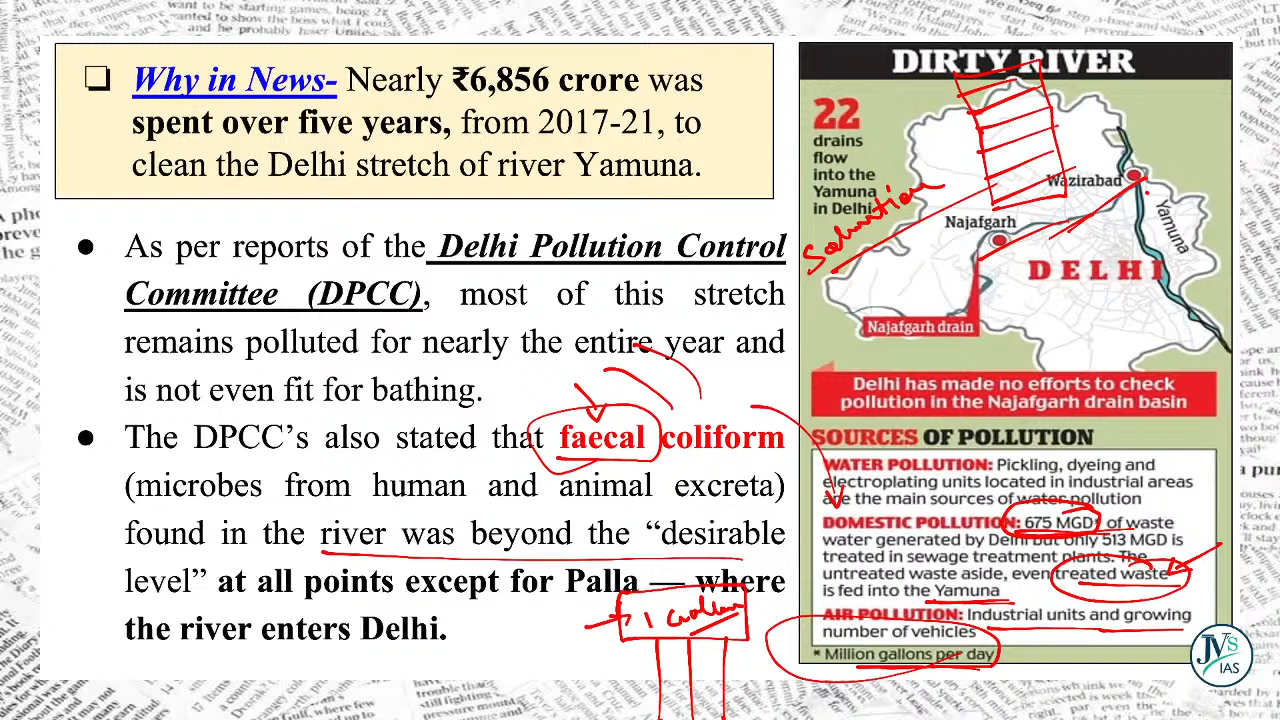 ❑ Why in News- Nearly ₹6,856 crore was
spent over five years, from 2017-21, to
clean the Delhi stretch of river Yamuna.
● As per reports of the Delhi Pollution Control
Committee (DPCC), most of this stretch
remains polluted for nearly the entire year and
is not even fit for bathing.
● The DPCC's also stated that faecal coliform
(microbes from human and animal excreta)
found in the river was beyond the “desirable
level” at all points except for Palla — where
the river enters Delhi.
→ 1 Gallon
DIRTY RIVER
22
drains
flow
into the
Yamuna
in Delhi
Solution
Wazirabad
Najafgarh
Yamuna
DELHI
Najafgarh drain
Delhi has made no efforts to check
pollution in the Najafgarh drain basin
SOURCES OF POLLUTION
WATER POLLUTION: Pickling, dyeing and
electroplating units located in industrial areas
are the main sources of water pollution
DOMESTIC POLLUTION: 675 MGD* of waste
water generated by Delhi but only 513 MGD is
treated in sewage treatment plants. The
untreated waste aside, even treated waste
is fed into the Yamuna
AIR POLLUTION: Industrial units and growing
number of vehicles
* Million gallons per day
JVS
IAS